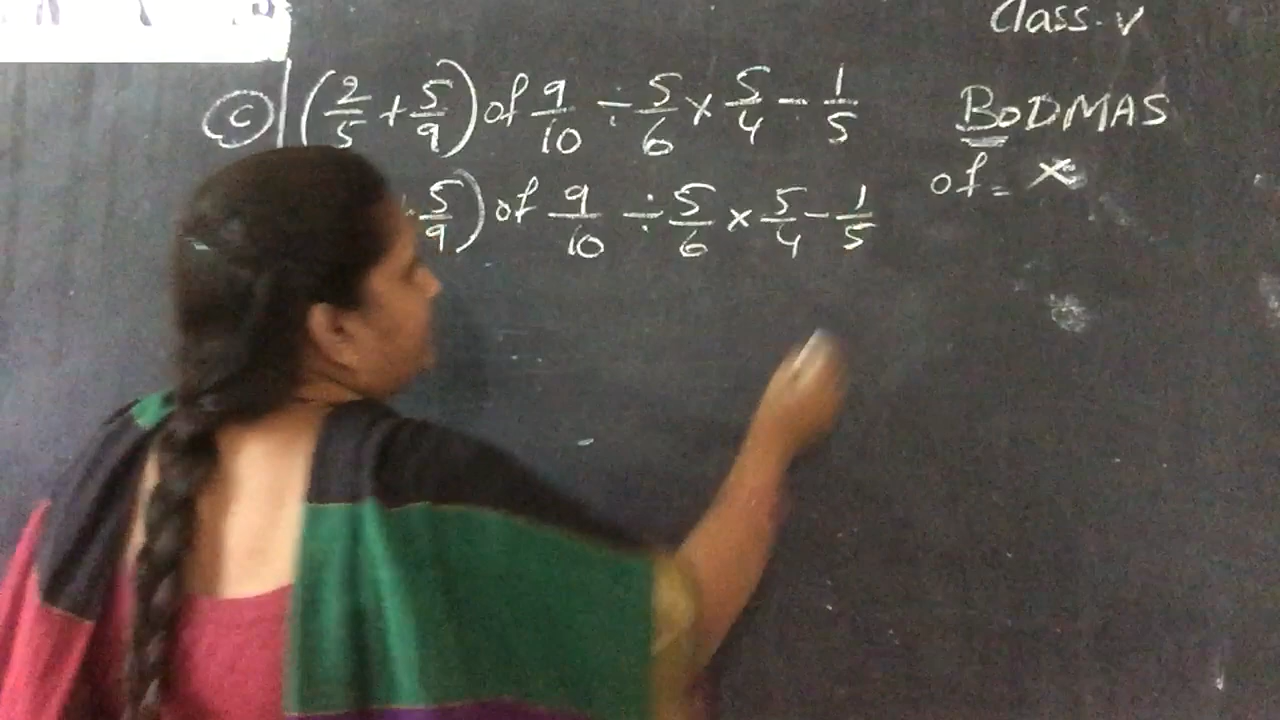 Class. V
(c) (2/5 + 5/9) of 9/10 ÷ 5/6 × 5/4 - 1/5
BODMAS
of = ×
5/9) of 9/10 ÷ 5/6 × 5/4 - 1/5